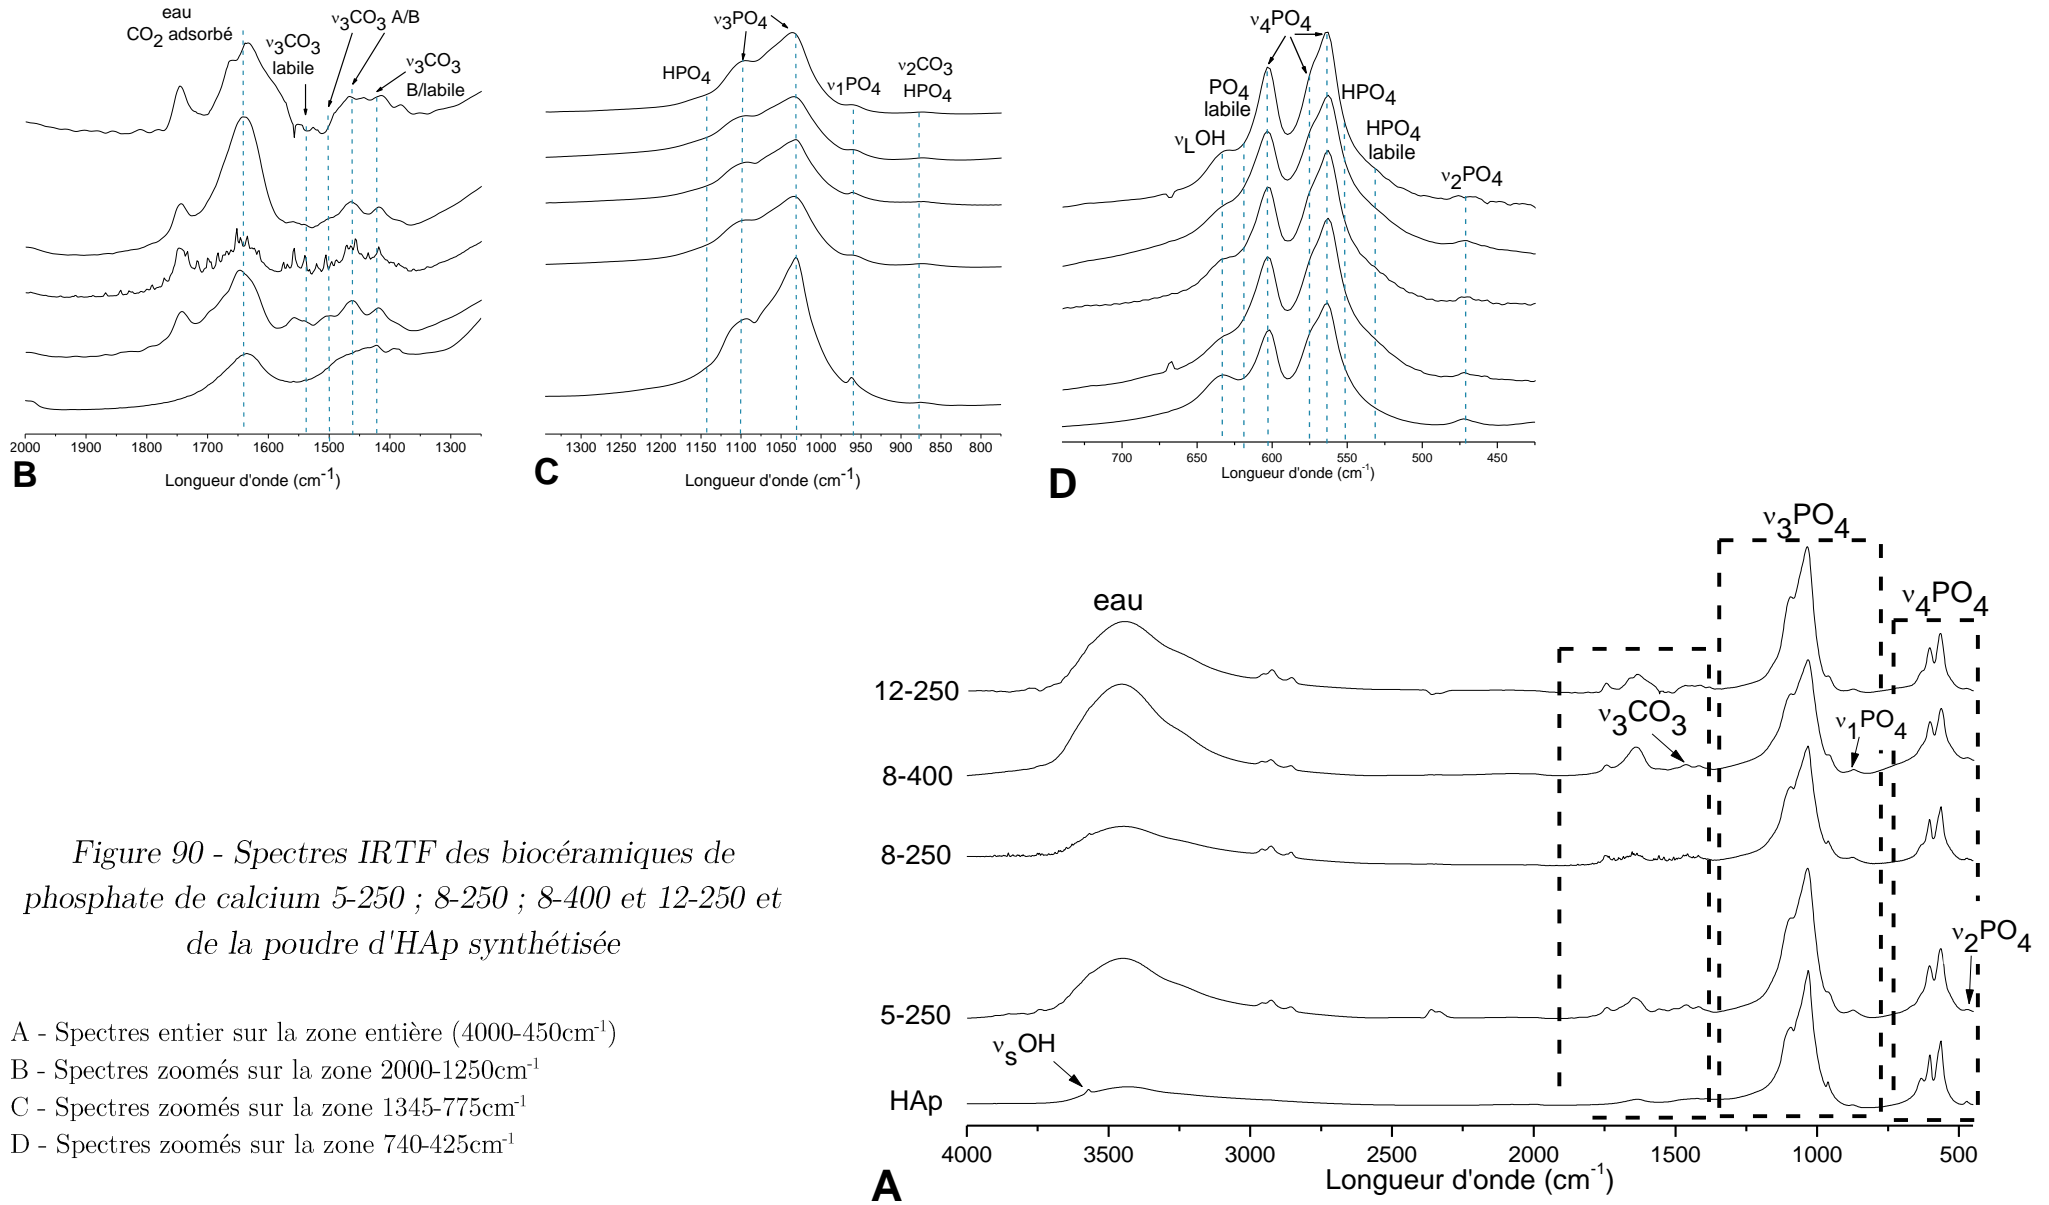 eau
CO2 adsorbé
ν3CO3
labile
ν3CO3 A/B
ν3CO3
B/labile
2000 1900 1800 1700 1600 1500 1400 1300
B
Longueur d'onde (cm-1)
ν3PO4
HPO4
ν1PO4
ν2CO3
HPO4
1300 1250 1200 1150 1100 1050 1000 950 900 850 800
C
Longueur d'onde (cm-1)
ν4PO4
PO4
labile
νLOH
HPO4
HPO4
labile
ν2PO4
700 650 600 550 500 450
D
Longueur d'onde (cm-1)
ν3PO4
ν4PO4
eau
12-250
ν3CO3
ν1PO4
8-400
8-250
ν2PO4
5-250
νsOH
HAp
4000 3500 3000 2500 2000 1500 1000 500
A
Longueur d'onde (cm-1)
Figure 90 - Spectres IRTF des biocéramiques de
phosphate de calcium 5-250 ; 8-250 ; 8-400 et 12-250 et
de la poudre d'HAp synthétisée
A - Spectres entier sur la zone entière (4000-450cm-1)
B - Spectres zoomés sur la zone 2000-1250cm-1
C - Spectres zoomés sur la zone 1345-775cm-1
D - Spectres zoomés sur la zone 740-425cm-1